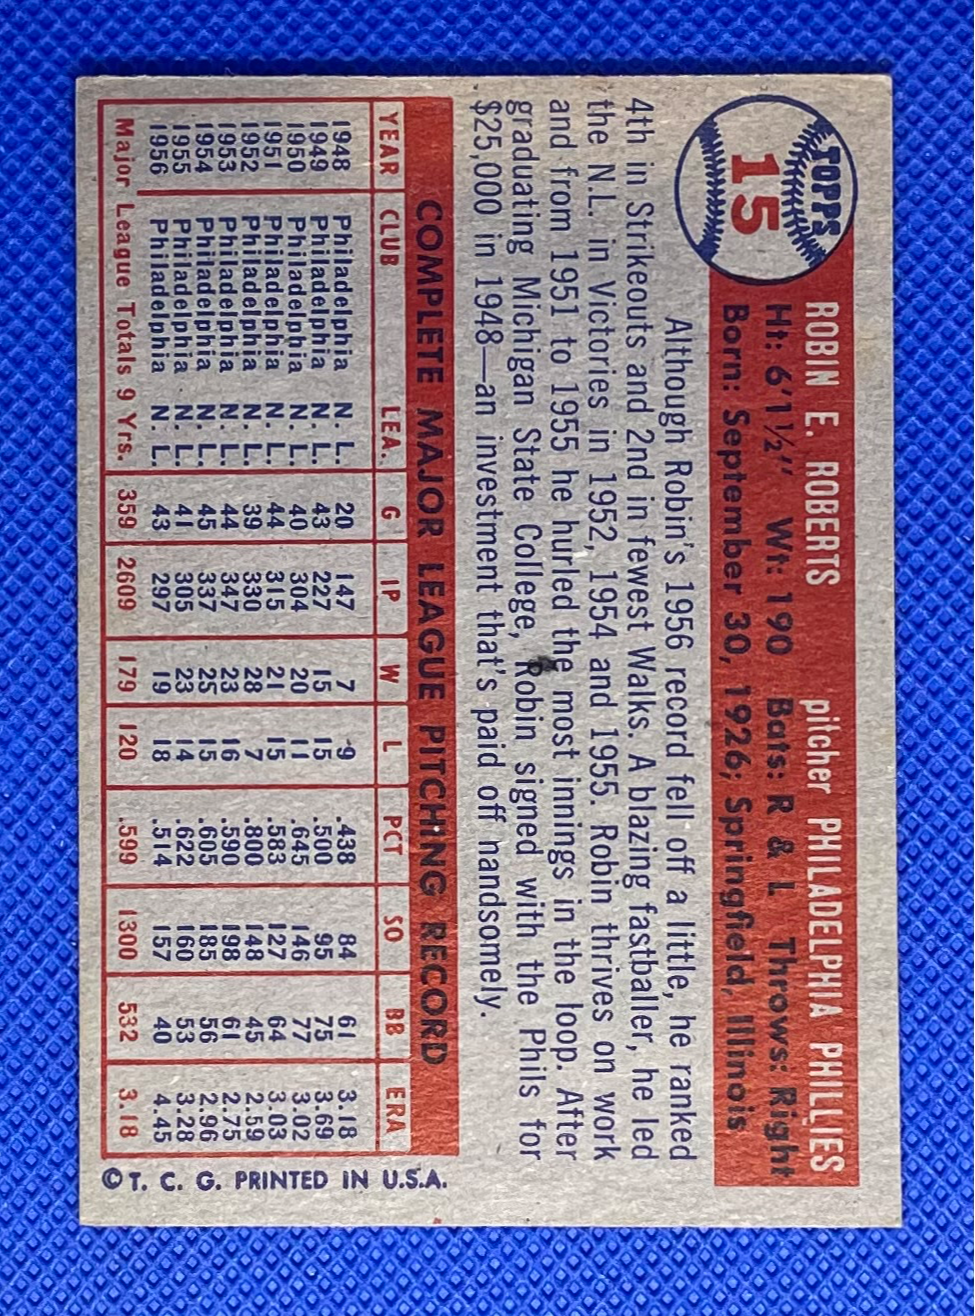 TOPPS
15
ROBIN E. ROBERTS pitcher PHILADELPHIA PHILLIES
Ht: 6'1½" Wt: 190 Bats: R & L Throws: Right
Born: September 30, 1926; Springfield, Illinois
Although Robin's 1956 record fell off a little, he ranked
4th in Strikeouts and 2nd in fewest Walks. A blazing fastballer, he led
the N.L. in Victories in 1952, 1954 and 1955. Robin thrives on work
and from 1951 to 1955 he hurled the most innings in the loop. After
graduating Michigan State College, Robin signed with the Phils for
$25,000 in 1948—an investment that's paid off handsomely.
COMPLETE MAJOR LEAGUE PITCHING RECORD
YEAR CLUB LEA. G IP W L PCT SO BB ERA
1948 Philadelphia N. L. 20 147 7 9 .438 84 61 3.18
1949 Philadelphia N. L. 43 227 15 15 .500 95 75 3.69
1950 Philadelphia N. L. 40 304 20 11 .645 146 77 3.02
1951 Philadelphia N. L. 44 315 21 15 .583 127 64 3.03
1952 Philadelphia N. L. 39 330 28 7 .800 148 45 2.59
1953 Philadelphia N. L. 44 347 23 16 .590 198 61 2.75
1954 Philadelphia N. L. 45 337 25 15 .605 185 56 2.96
1955 Philadelphia N. L. 41 305 23 14 .622 160 53 3.28
1956 Philadelphia N. L. 43 297 19 18 .514 157 40 4.45
Major League Totals 9 Yrs. 359 2609 179 120 .599 1300 532 3.18
© T. C. G. PRINTED IN U.S.A.